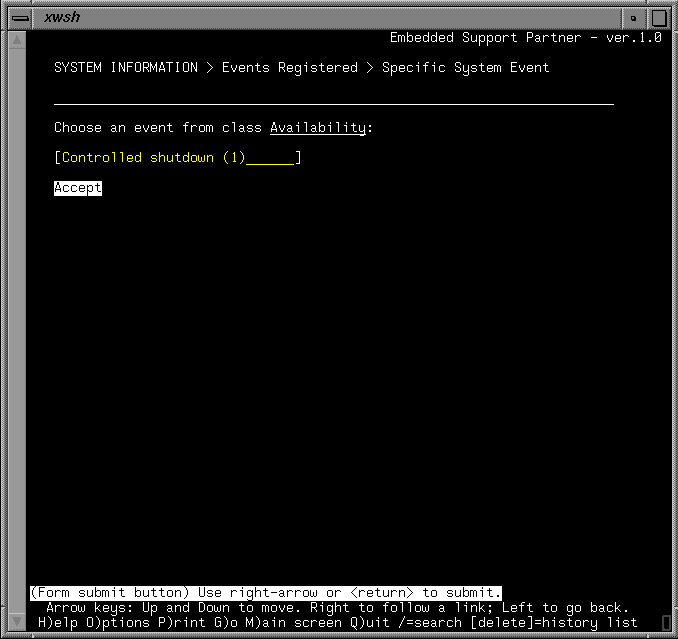 xwsh
Embedded Support Partner - ver.1.0
SYSTEM INFORMATION > Events Registered > Specific System Event
Choose an event from class Availability:
[Controlled shutdown (1)______]
Accept
(Form submit button) Use right-arrow or <return> to submit.
Arrow keys: Up and Down to move. Right to follow a link; Left to go back.
H)elp O)ptions P)rint G)o M)ain screen Q)uit /=search [delete]=history list